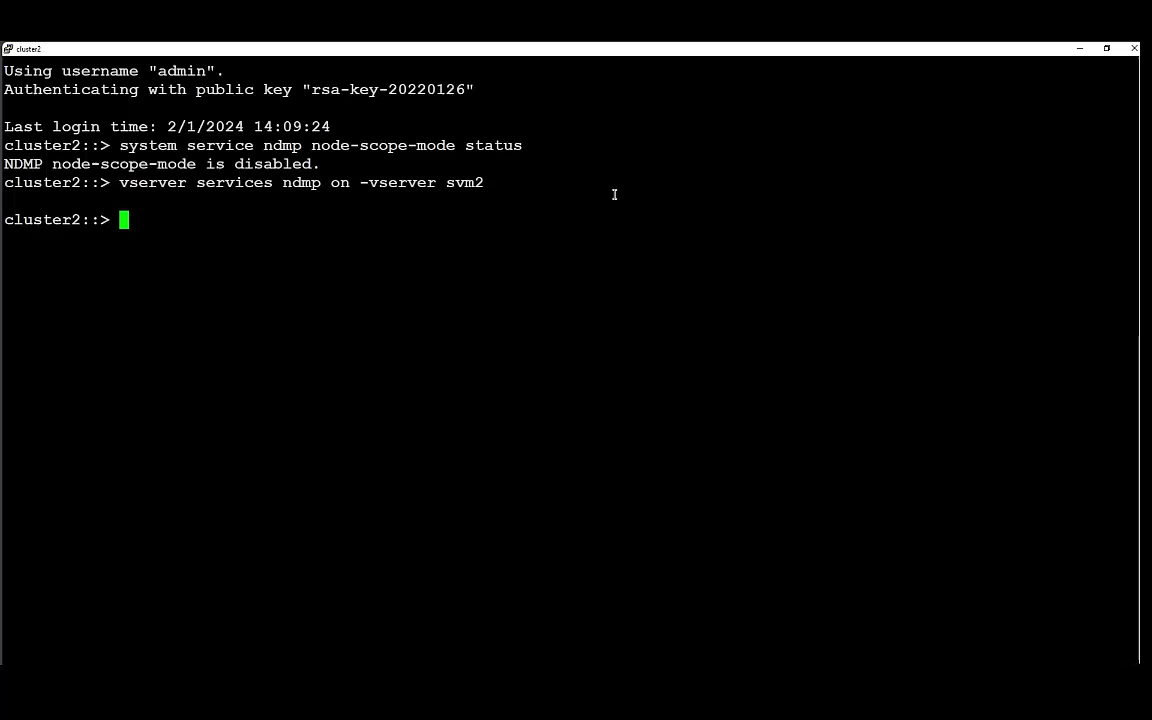 cluster2
Using username "admin".
Authenticating with public key "rsa-key-20220126"
Last login time: 2/1/2024 14:09:24
cluster2::> system service ndmp node-scope-mode status
NDMP node-scope-mode is disabled.
cluster2::> vserver services ndmp on -vserver svm2
cluster2::>